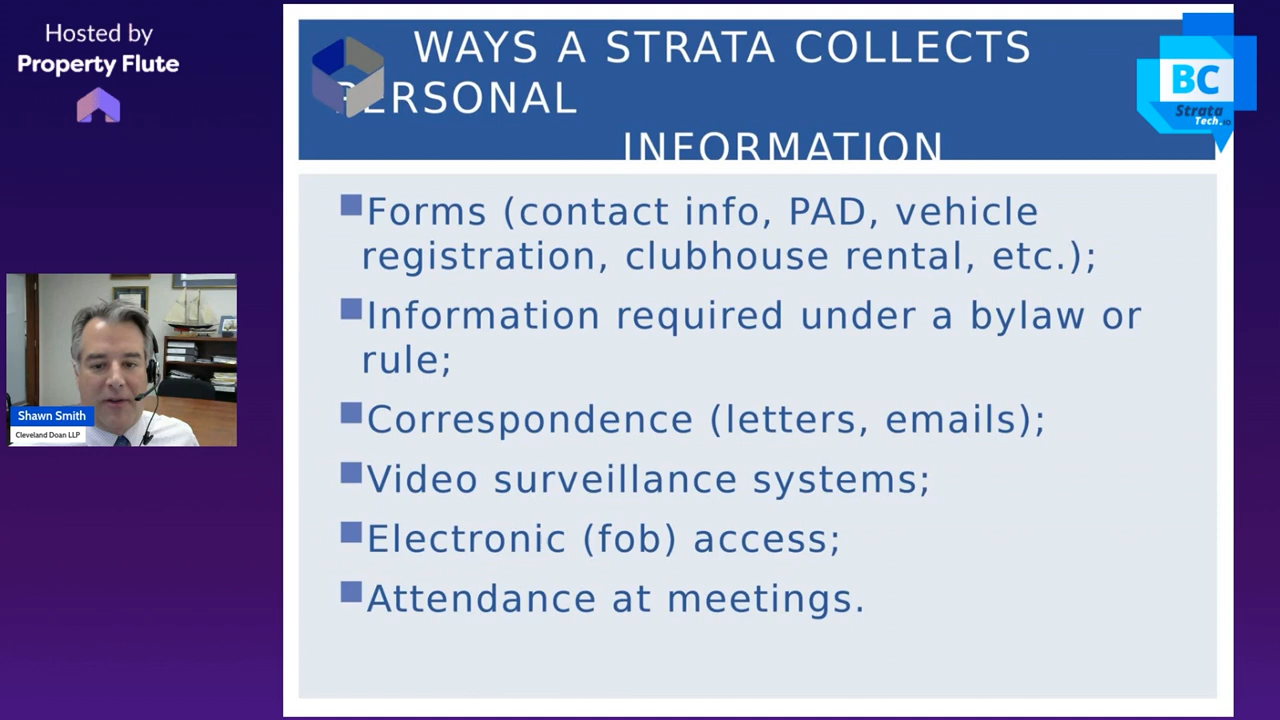 Hosted by
Property Flute
WAYS A STRATA COLLECTS
PERSONAL
INFORMATION
BC
Strata
Tech.io
Forms (contact info, PAD, vehicle
registration, clubhouse rental, etc.);
Information required under a bylaw or
rule;
Correspondence (letters, emails);
Video surveillance systems;
Electronic (fob) access;
Attendance at meetings.
Shawn Smith
Cleveland Doan LLP